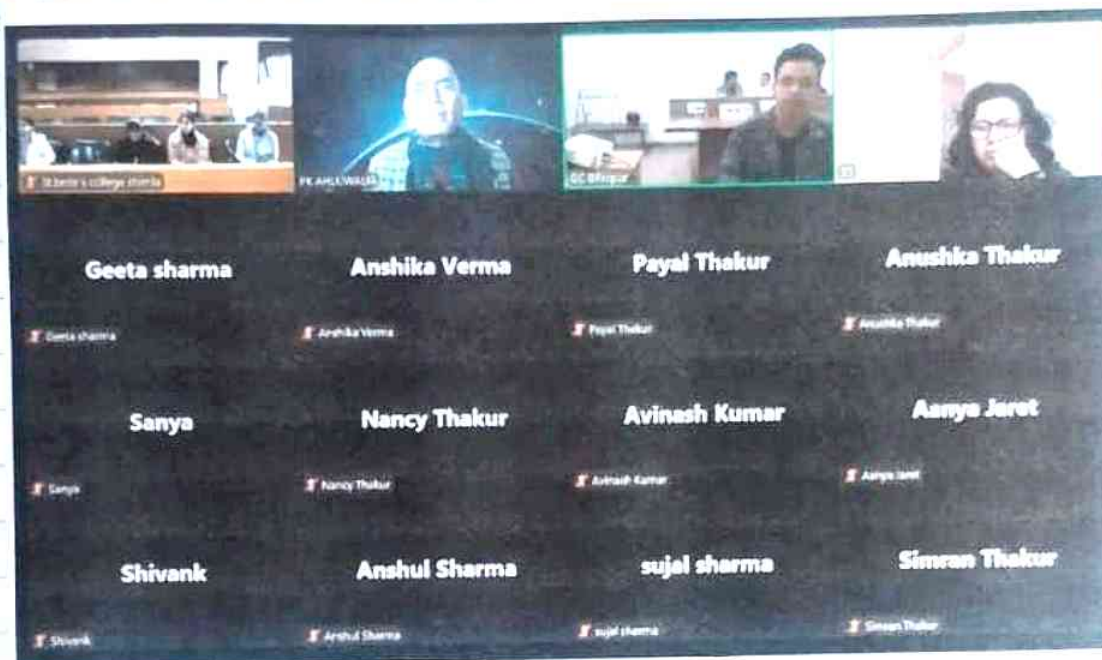 St.bede's college shimla
PK AHLUWALIA
GC Bilaspur
Geeta sharma
Anshika Verma
Payal Thakur
Anushka Thakur
Geeta sharma
Anshika Verma
Payal Thakur
Anushka Thakur
Sanya
Nancy Thakur
Avinash Kumar
Aanya Jaret
Sanya
Nancy Thakur
Avinash Kumar
Aanya Jaret
Shivank
Anshul Sharma
sujal sharma
Simran Thakur
Shivank
Anshul Sharma
sujal sharma
Simran Thakur